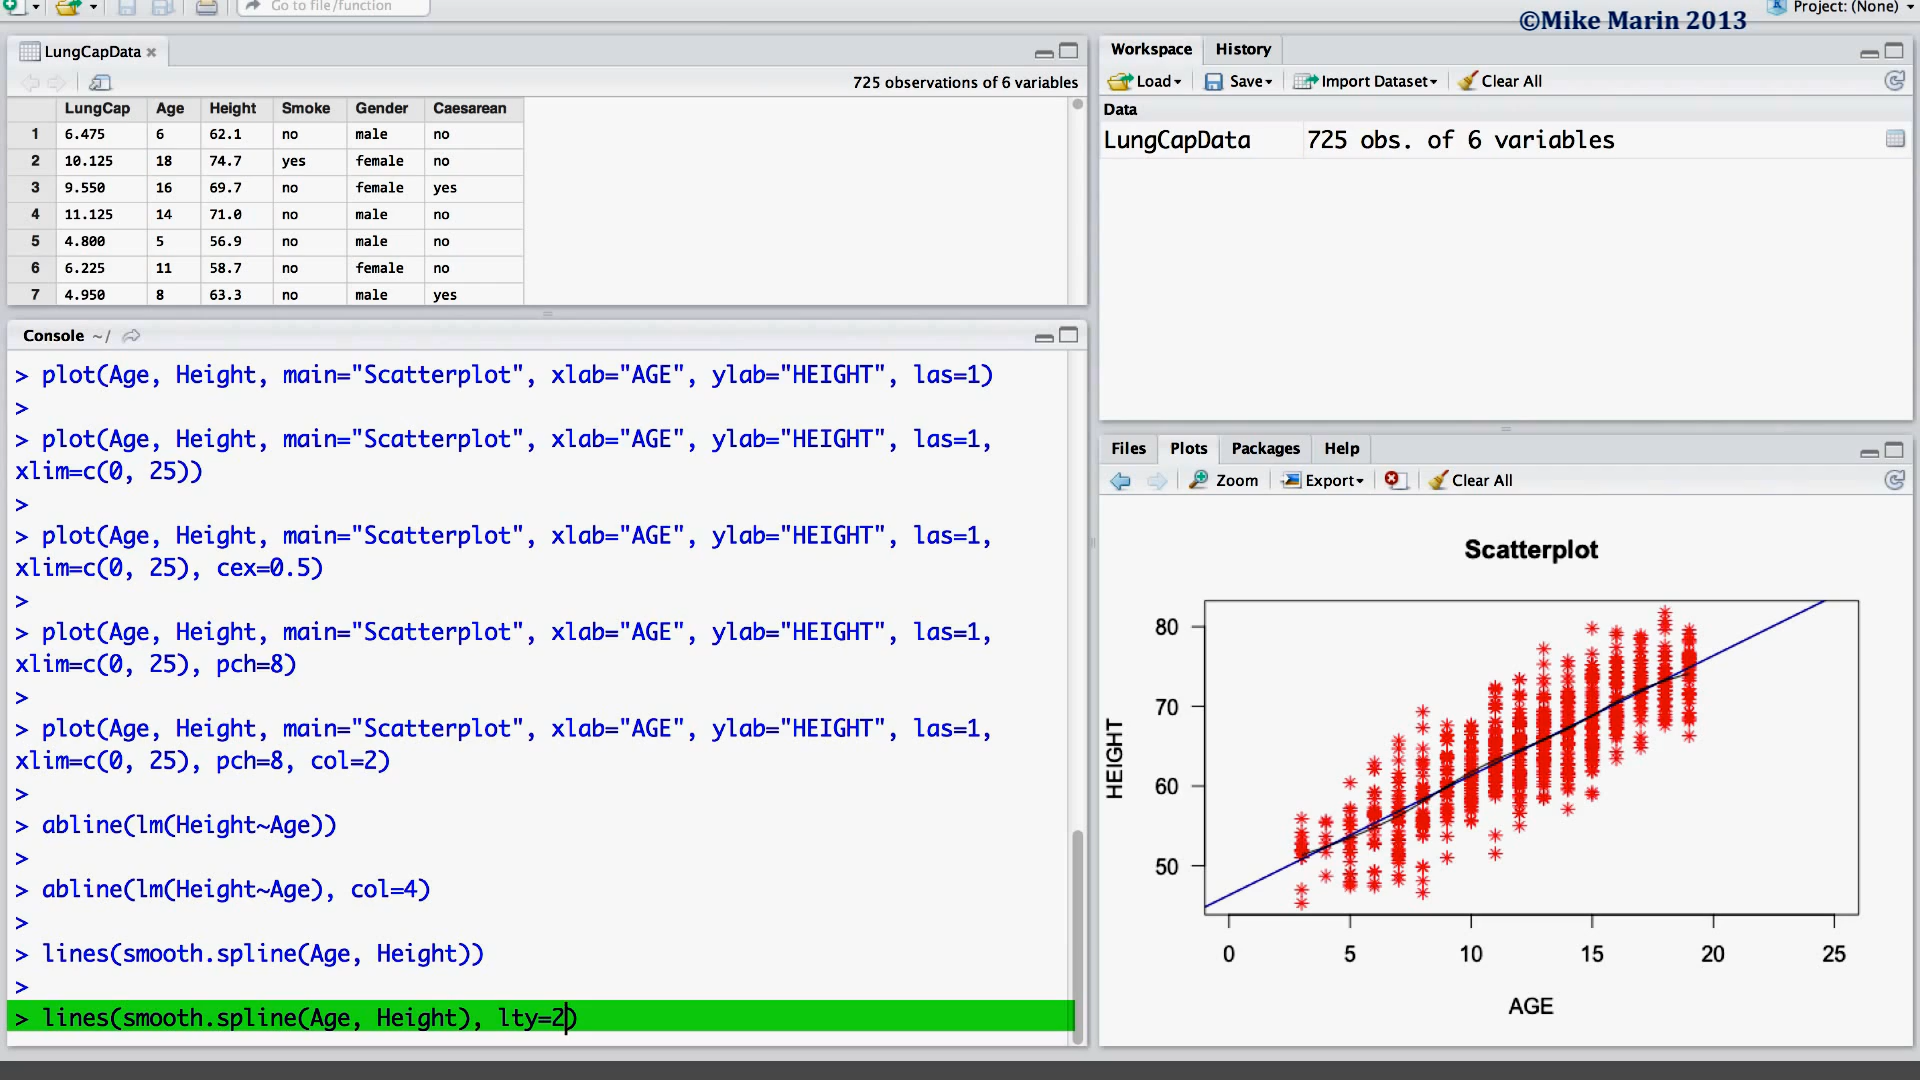 Go to file/function
©Mike Marin 2013
Project: (None)
LungCapData
725 observations of 6 variables
LungCap Age Height Smoke Gender Caesarean
1 6.475 6 62.1 no male no
2 10.125 18 74.7 yes female no
3 9.550 16 69.7 no female yes
4 11.125 14 71.0 no male no
5 4.800 5 56.9 no male no
6 6.225 11 58.7 no female no
7 4.950 8 63.3 no male yes
Console ~/
> plot(Age, Height, main="Scatterplot", xlab="AGE", ylab="HEIGHT", las=1)
>
> plot(Age, Height, main="Scatterplot", xlab="AGE", ylab="HEIGHT", las=1,
xlim=c(0, 25))
>
> plot(Age, Height, main="Scatterplot", xlab="AGE", ylab="HEIGHT", las=1,
xlim=c(0, 25), cex=0.5)
>
> plot(Age, Height, main="Scatterplot", xlab="AGE", ylab="HEIGHT", las=1,
xlim=c(0, 25), pch=8)
>
> plot(Age, Height, main="Scatterplot", xlab="AGE", ylab="HEIGHT", las=1,
xlim=c(0, 25), pch=8, col=2)
>
> abline(lm(Height~Age))
>
> abline(lm(Height~Age), col=4)
>
> lines(smooth.spline(Age, Height))
>
> lines(smooth.spline(Age, Height), lty=2)
Workspace History
Load Save Import Dataset Clear All
Data
LungCapData 725 obs. of 6 variables
Files Plots Packages Help
Zoom Export Clear All
Scatterplot
80
70
60
50
HEIGHT
0 5 10 15 20 25
AGE